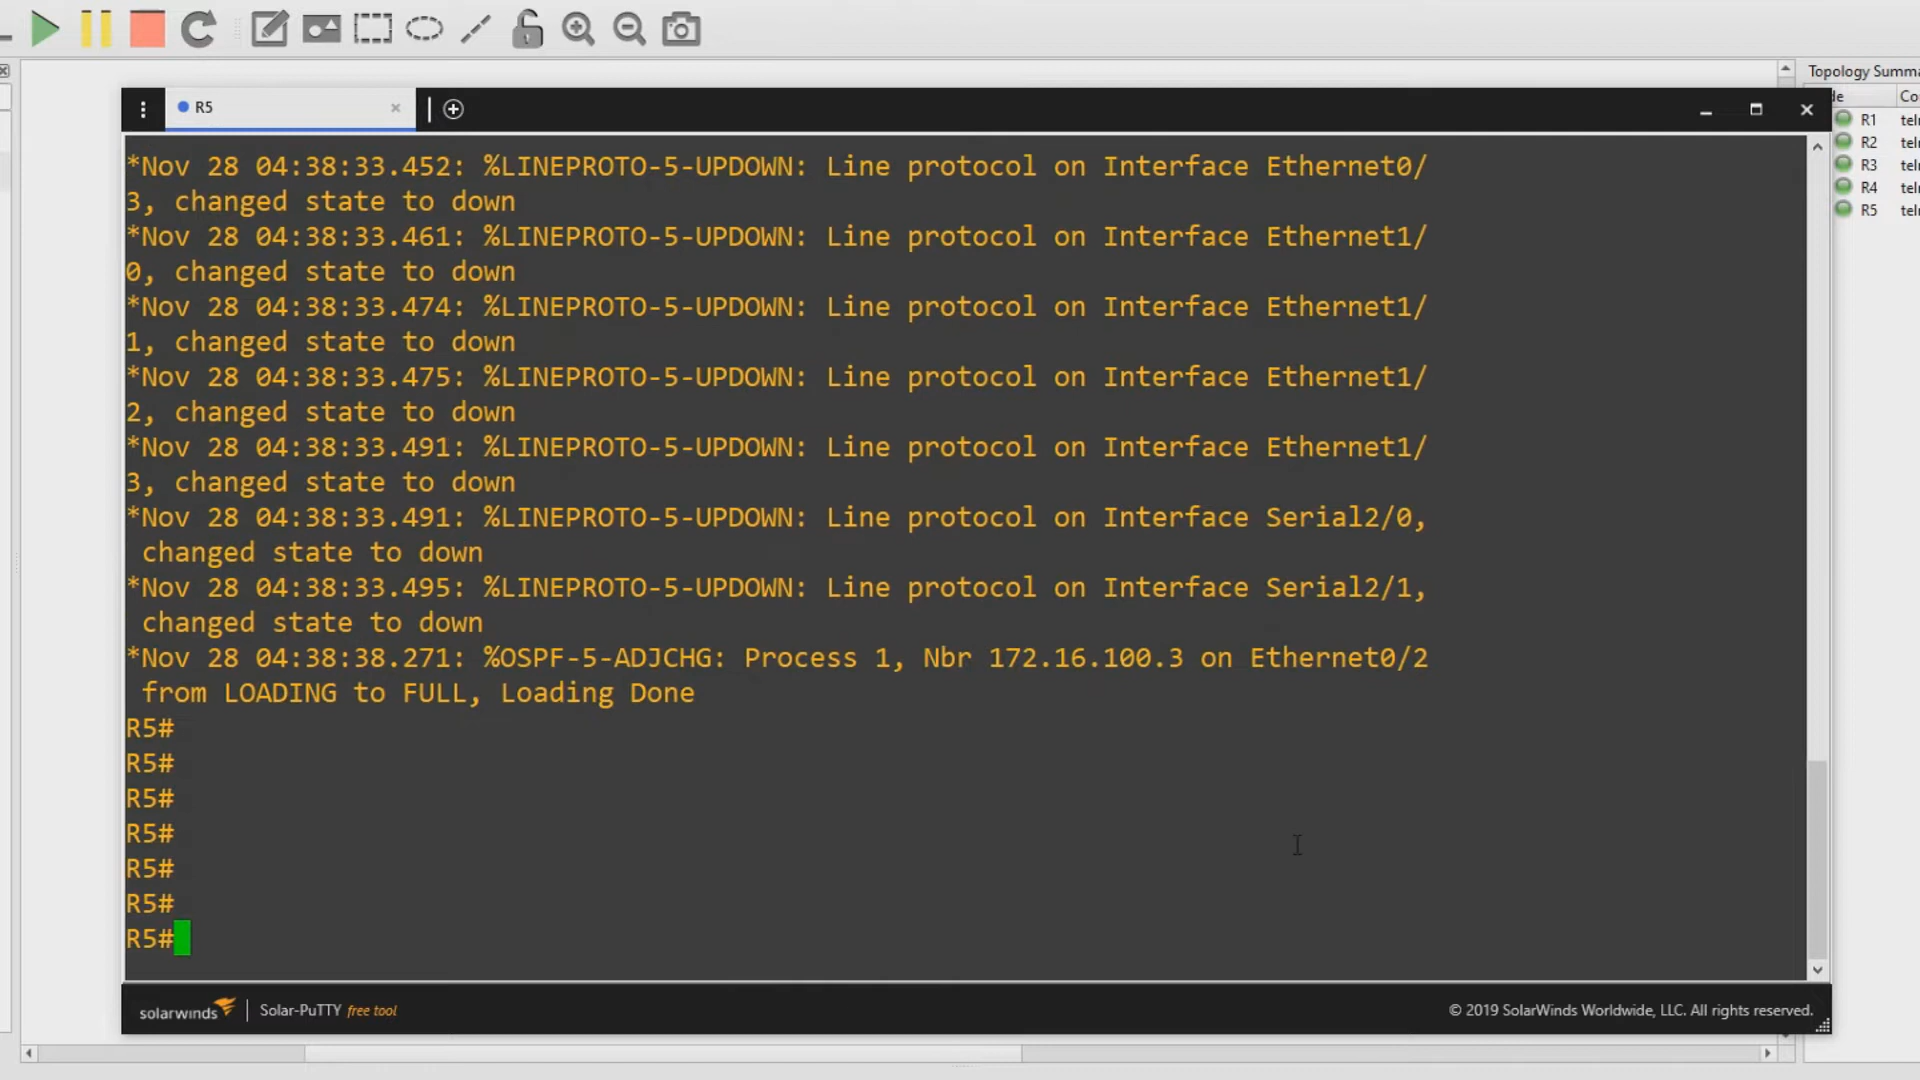 Topology Summa
de Co
R5
R1 teln
R2 teln
R3 teln
R4 teln
R5 teln
*Nov 28 04:38:33.452: %LINEPROTO-5-UPDOWN: Line protocol on Interface Ethernet0/
3, changed state to down
*Nov 28 04:38:33.461: %LINEPROTO-5-UPDOWN: Line protocol on Interface Ethernet1/
0, changed state to down
*Nov 28 04:38:33.474: %LINEPROTO-5-UPDOWN: Line protocol on Interface Ethernet1/
1, changed state to down
*Nov 28 04:38:33.475: %LINEPROTO-5-UPDOWN: Line protocol on Interface Ethernet1/
2, changed state to down
*Nov 28 04:38:33.491: %LINEPROTO-5-UPDOWN: Line protocol on Interface Ethernet1/
3, changed state to down
*Nov 28 04:38:33.491: %LINEPROTO-5-UPDOWN: Line protocol on Interface Serial2/0,
changed state to down
*Nov 28 04:38:33.495: %LINEPROTO-5-UPDOWN: Line protocol on Interface Serial2/1,
changed state to down
*Nov 28 04:38:38.271: %OSPF-5-ADJCHG: Process 1, Nbr 172.16.100.3 on Ethernet0/2
from LOADING to FULL, Loading Done
R5#
R5#
R5#
R5#
R5#
R5#
R5#
solarwinds Solar-PuTTY free tool
© 2019 SolarWinds Worldwide, LLC. All rights reserved.